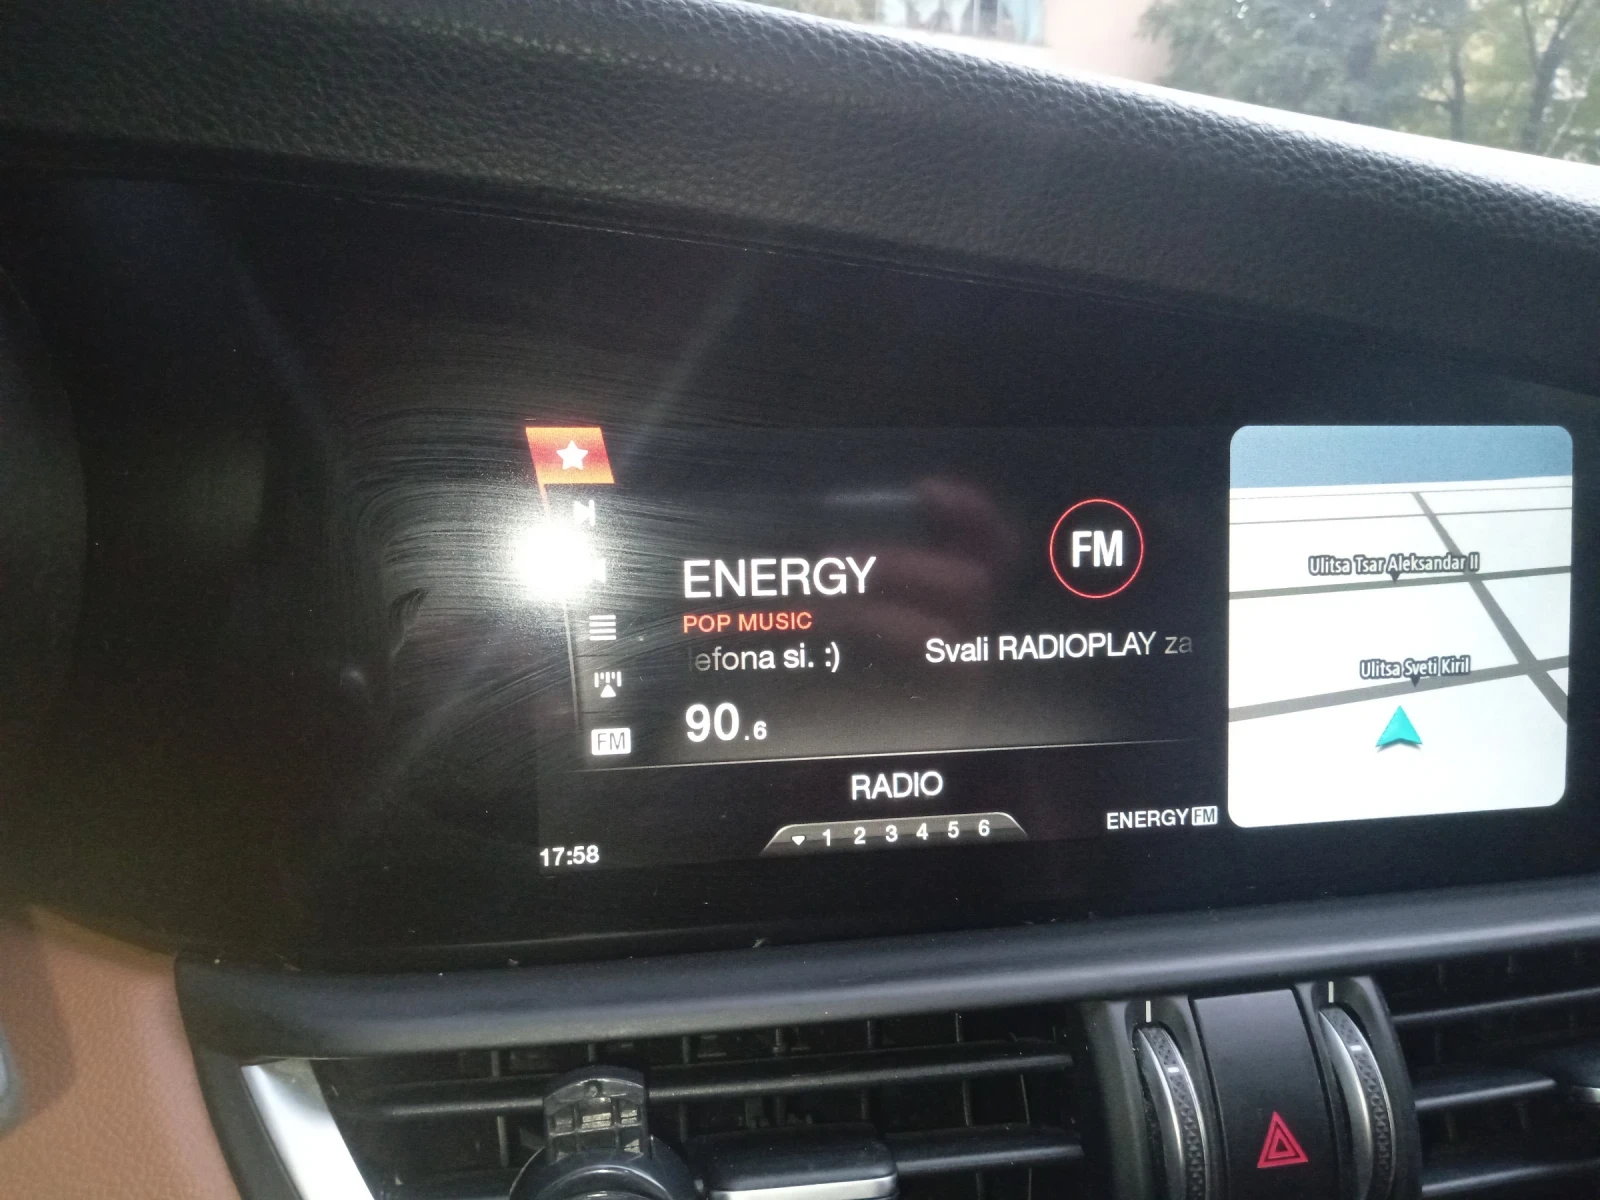 ENERGY
POP MUSIC
lefona si. :) Svali RADIOPLAY za
90.6
FM
FM
RADIO
1 2 3 4 5 6
17:58
ENERGY FM
Ulitsa Tsar Aleksandar II
Ulitsa Sveti Kiril